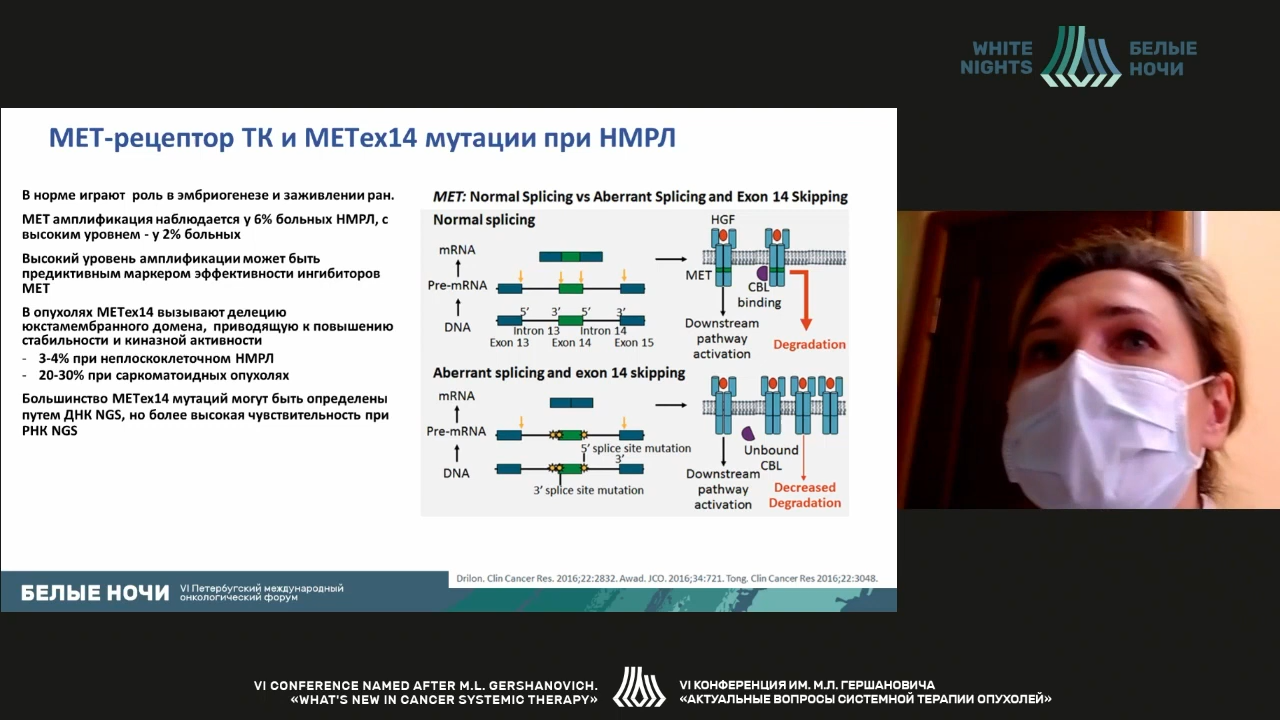 WHITE
NIGHTS
БЕЛЫЕ
НОЧИ
МЕТ-рецептор ТК и METex14 мутации при НМРЛ
В норме играют роль в эмбриогенезе и заживлении ран.
МЕТ амплификация наблюдается у 6% больных НМРЛ, с
высоким уровнем - у 2% больных
Высокий уровень амплификации может быть
предиктивным маркером эффективности ингибиторов
МЕТ
В опухолях METex14 вызывают делецию
юкстамембранного домена, приводящую к повышению
стабильности и киназной активности
- 3-4% при неплоскоклеточном НМРЛ
- 20-30% при саркоматоидных опухолях
Большинство METex14 мутаций могут быть определены
путем ДНК NGS, но более высокая чувствительность при
РНК NGS
MET: Normal Splicing vs Aberrant Splicing and Exon 14 Skipping
Normal splicing
mRNA
Pre-mRNA
DNA
5′ 3′ 5′ 3′
Intron 13 Intron 14
Exon 13 Exon 14 Exon 15
HGF
MET
CBL
binding
Downstream
pathway
activation
Degradation
Aberrant splicing and exon 14 skipping
mRNA
Pre-mRNA
DNA
5′ splice site mutation
3′
3′ splice site mutation
Unbound
CBL
Downstream
pathway
activation
Decreased
Degradation
Drilon. Clin Cancer Res. 2016;22:2832. Awad. JCO. 2016;34:721. Tong. Clin Cancer Res 2016;22:3048.
БЕЛЫЕ НОЧИ
VI Петербугский международный
онкологический форум
VI CONFERENCE NAMED AFTER M.L. GERSHANOVICH.
«WHAT'S NEW IN CANCER SYSTEMIC THERAPY»
VI КОНФЕРЕНЦИЯ ИМ. М.Л. ГЕРШАНОВИЧА
«АКТУАЛЬНЫЕ ВОПРОСЫ СИСТЕМНОЙ ТЕРАПИИ ОПУХОЛЕЙ»